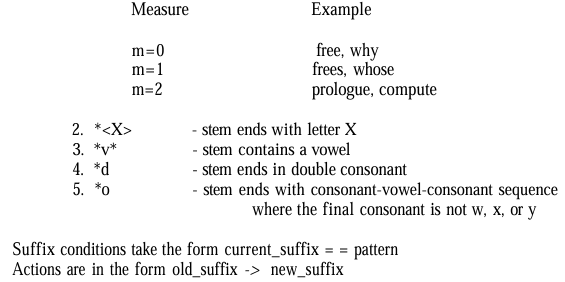 Measure Example
m=0 free, why
m=1 frees, whose
m=2 prologue, compute
2. *<X> - stem ends with letter X
3. *v* - stem contains a vowel
4. *d - stem ends in double consonant
5. *o - stem ends with consonant-vowel-consonant sequence
where the final consonant is not w, x, or y
Suffix conditions take the form current_suffix = = pattern
Actions are in the form old_suffix -> new_suffix